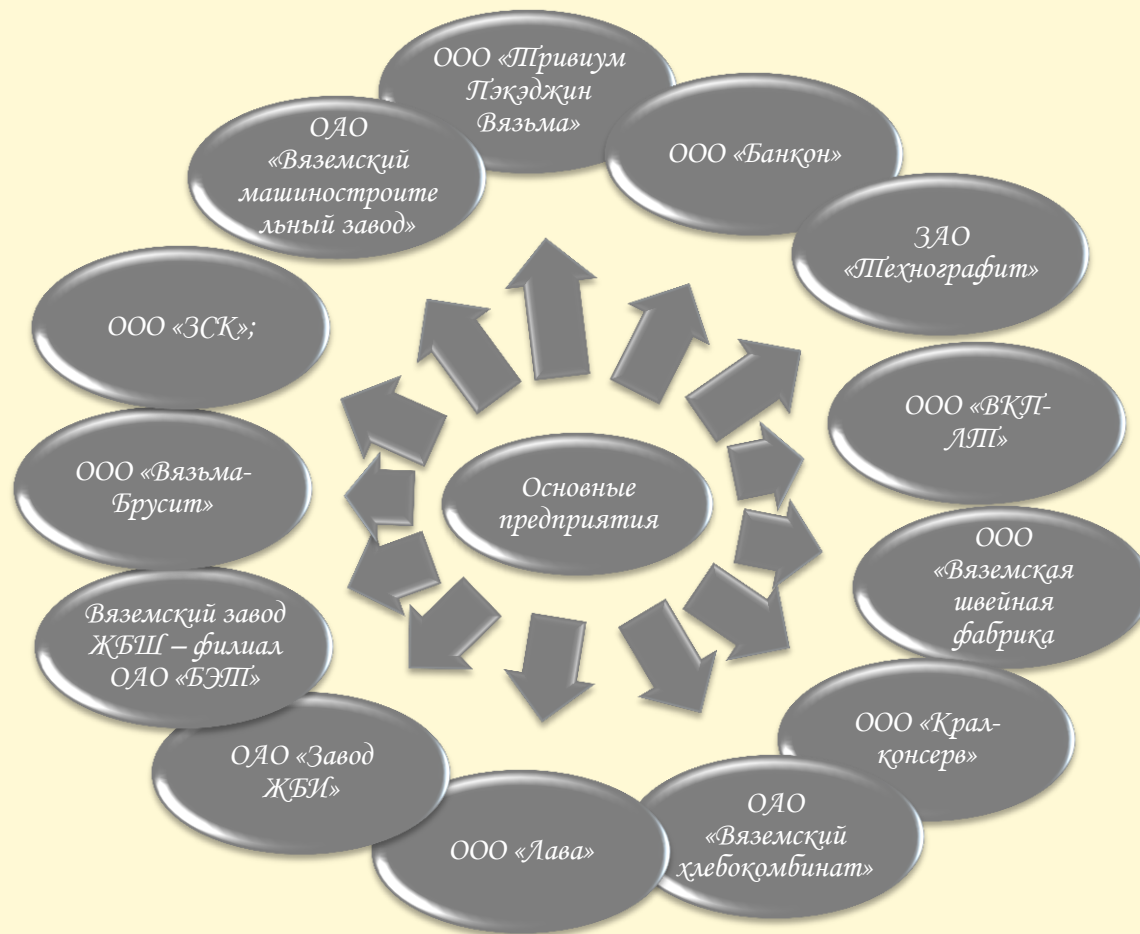 ООО «Тривиум
Пэкэджин
Вязьма»
ООО «Банкон»
ЗАО
«Технографит»
ООО «ВКП-
ЛТ»
ООО
«Вяземская
швейная
фабрика
ООО «Крал-
консерв»
ОАО
«Вяземский
хлебокомбинат»
ООО «Лава»
ОАО «Завод
ЖБИ»
Вяземский завод
ЖБШ – филиал
ОАО «БЭТ»
ООО «Вязьма-
Брусит»
ООО «ЗСК»;
ОАО
«Вяземский
машиностроите
льный завод»
Основные
предприятия